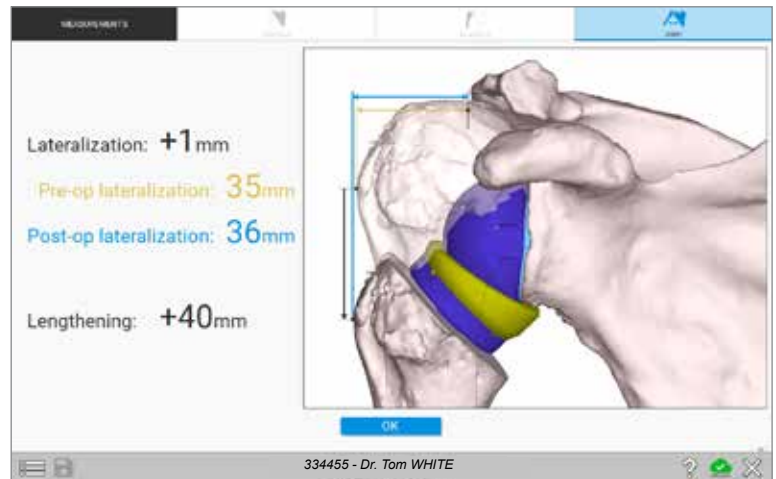 MEASUREMENTS
Lateralization: +1mm
Pre-op lateralization: 35mm
Post-op lateralization: 36mm
Lengthening: +40mm
OK
334455 - Dr. Tom WHITE
?